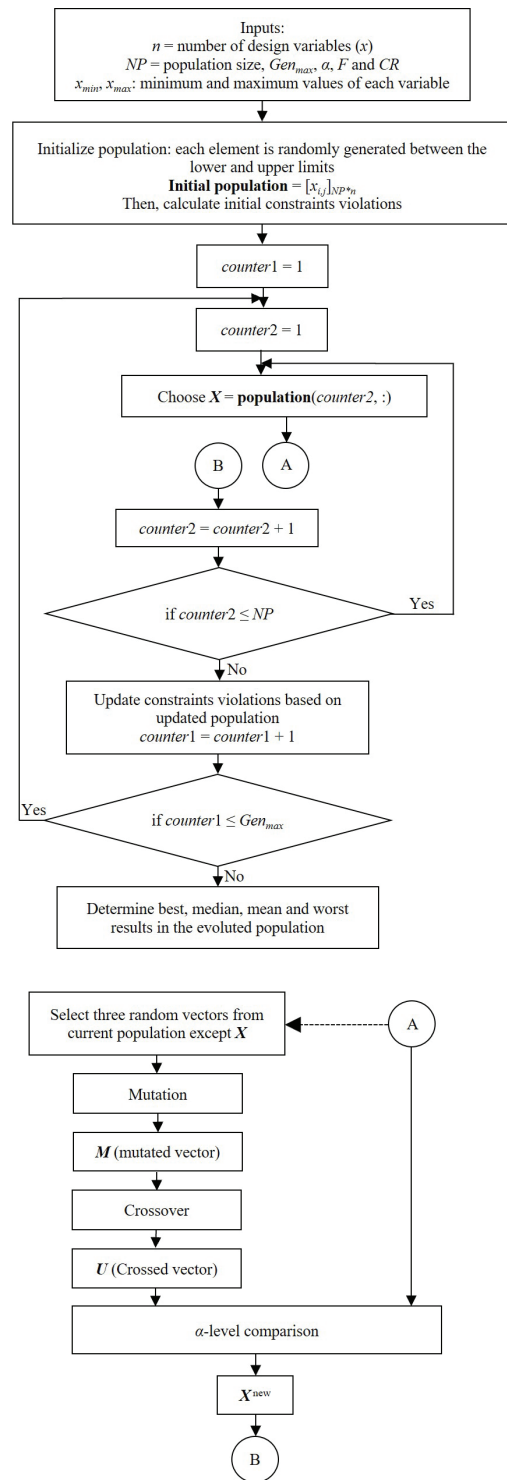 Inputs:
n = number of design variables (x)
NP = population size, Genmax, α, F and CR
xmin, xmax: minimum and maximum values of each variable
Initialize population: each element is randomly generated between the
lower and upper limits
Initial population = [xi,j]NP*n
Then, calculate initial constraints violations
counter1 = 1
counter2 = 1
Choose X = population(counter2, :)
B
A
counter2 = counter2 + 1
if counter2 ≤ NP
Yes
No
Update constraints violations based on
updated population
counter1 = counter1 + 1
Yes
if counter1 ≤ Genmax
No
Determine best, median, mean and worst
results in the evoluted population
Select three random vectors from
current population except X
A
Mutation
M (mutated vector)
Crossover
U (Crossed vector)
α-level comparison
Xnew
B